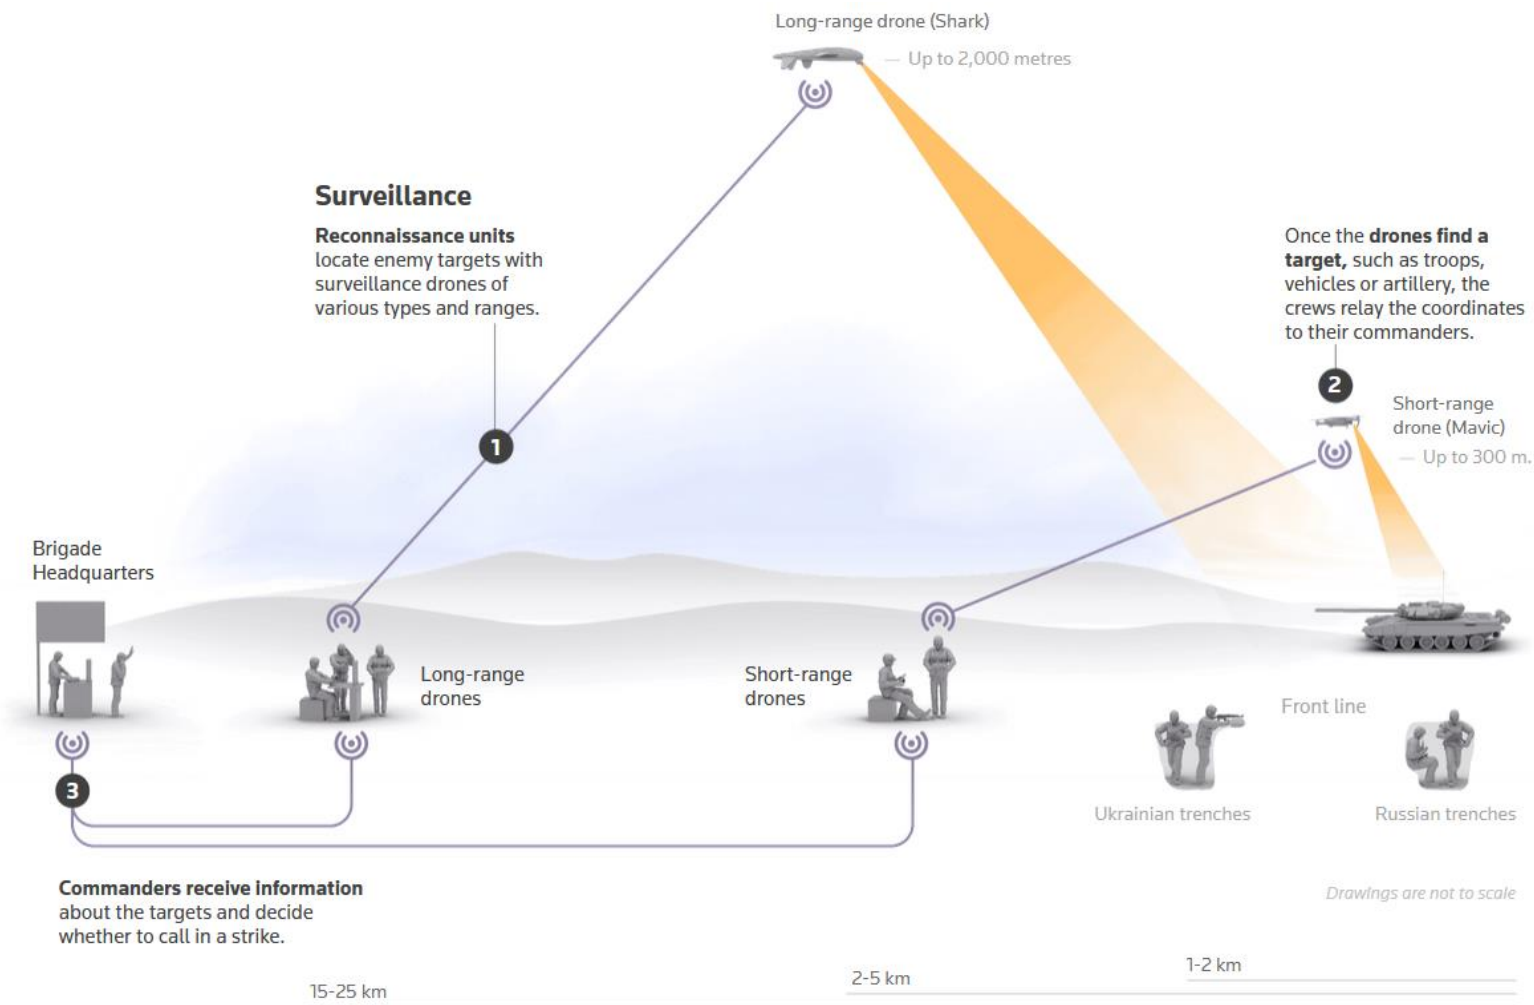 Long-range drone (Shark)
Up to 2,000 metres
Surveillance
Reconnaissance units
locate enemy targets with
surveillance drones of
various types and ranges.
1
Once the drones find a
target, such as troops,
vehicles or artillery, the
crews relay the coordinates
to their commanders.
2
Short-range
drone (Mavic)
Up to 300 m.
Brigade
Headquarters
Long-range
drones
Short-range
drones
Front line
3
Ukrainian trenches
Russian trenches
Commanders receive information
about the targets and decide
whether to call in a strike.
Drawings are not to scale
15-25 km
2-5 km
1-2 km